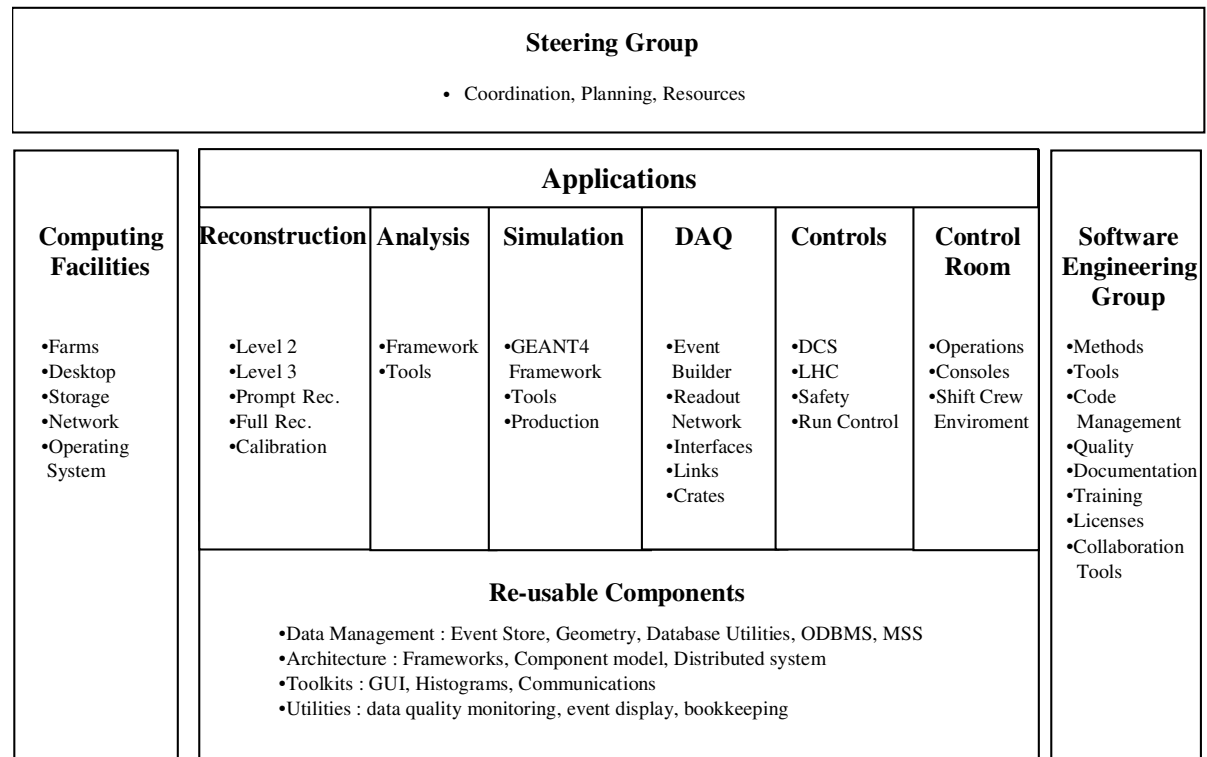 Steering Group
• Coordination, Planning, Resources
Computing
Facilities
•Farms
•Desktop
•Storage
•Network
•Operating
System
Applications
Reconstruction
•Level 2
•Level 3
•Prompt Rec.
•Full Rec.
•Calibration
Analysis
•Framework
•Tools
Simulation
•GEANT4
Framework
•Tools
•Production
DAQ
•Event
Builder
•Readout
Network
•Interfaces
•Links
•Crates
Controls
•DCS
•LHC
•Safety
•Run Control
Control
Room
•Operations
•Consoles
•Shift Crew
Enviroment
Re-usable Components
•Data Management : Event Store, Geometry, Database Utilities, ODBMS, MSS
•Architecture : Frameworks, Component model, Distributed system
•Toolkits : GUI, Histograms, Communications
•Utilities : data quality monitoring, event display, bookkeeping
Software
Engineering
Group
•Methods
•Tools
•Code
Management
•Quality
•Documentation
•Training
•Licenses
•Collaboration
Tools